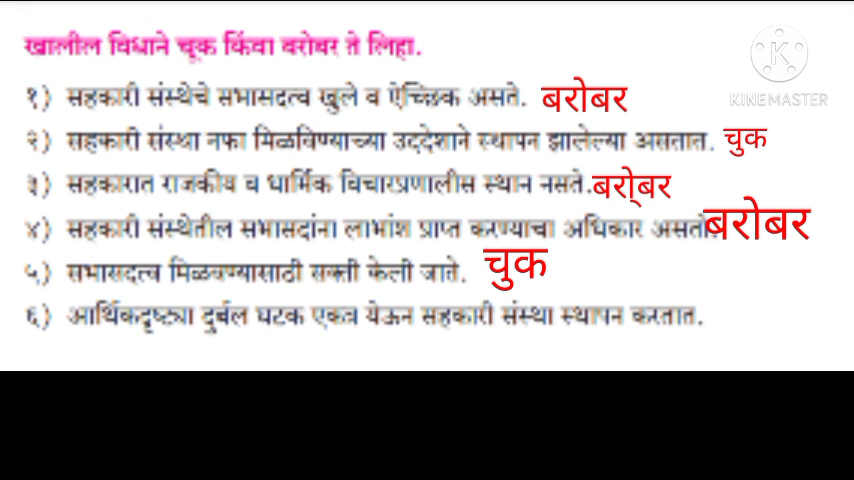 खालील विधाने चूक किंवा बरोबर ते लिहा.
KINEMASTER
१) सहकारी संस्थेचे सभासदत्व खुले व ऐच्छिक असते. बरोबर
२) सहकारी संस्था नफा मिळविण्याच्या उद्देशाने स्थापन झालेल्या असतात. चुक
३) सहकारात राजकीय व धार्मिक विचारप्रणालीस स्थान नसते. बरो्बर
४) सहकारी संस्थेतील सभासदांना लाभांश प्राप्त करण्याचा अधिकार असतो. बरोबर
५) सभासदत्व मिळवण्यासाठी सक्ती केली जाते. चुक
६) आर्थिकदृष्ट्या दुर्बल घटक एकत्र येऊन सहकारी संस्था स्थापन करतात.